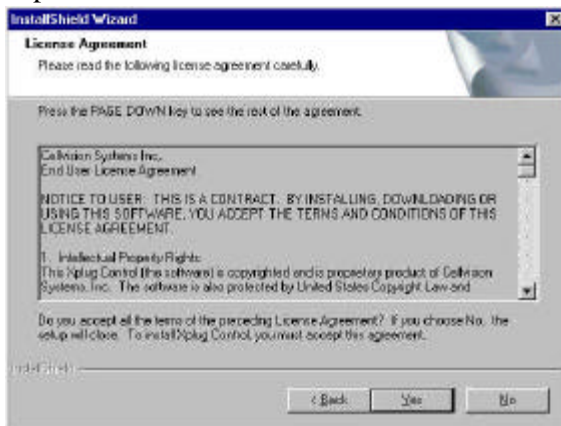 InstallShield Wizard
License Agreement
Please read the following license agreement carefully.
Press the PAGE DOWN key to see the rest of the agreement.
Cellvision Systems Inc,
End User License Agreement
NOTICE TO USER: THIS IS A CONTRACT. BY INSTALLING, DOWNLOADING OR
USING THIS SOFTWARE, YOU ACCEPT THE TERMS AND CONDITIONS OF THIS
LICENSE AGREEMENT.
1. Intellectual Property Rights
This Xplug Control (the software) is copyrighted and is proprietary product of Cellvision
Systems, Inc. The software is also protected by United States Copyright Law and
Do you accept all the terms of the preceding License Agreement? If you choose No, the
setup will close. To install Xplug Control, you must accept this agreement.
InstallShield
< Back
Yes
No